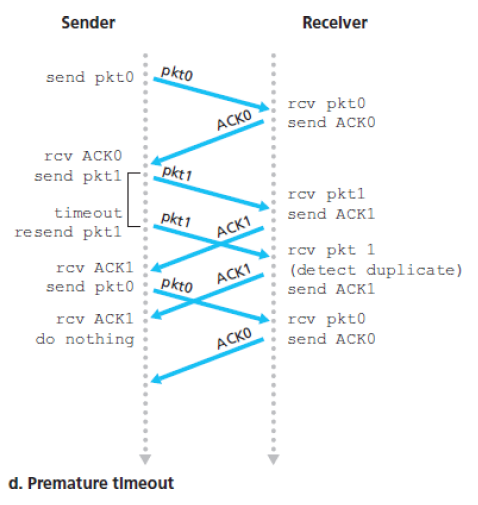 Sender
Receiver
send pkt0
pkt0
rcv pkt0
send ACK0
ACK0
rcv ACK0
send pkt1
pkt1
rcv pkt1
send ACK1
timeout
resend pkt1
pkt1
ACK1
rcv pkt 1
(detect duplicate)
send ACK1
rcv ACK1
send pkt0
pkt0
ACK1
rcv ACK1
do nothing
rcv pkt0
send ACK0
ACK0
d. Premature timeout